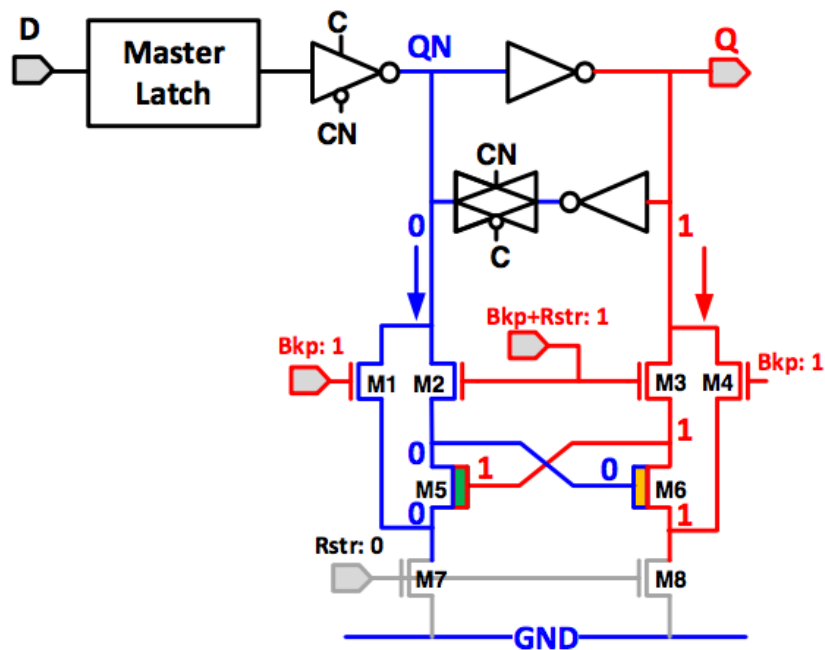 D
Master
Latch
C
CN
QN
Q
CN
C
0
1
Bkp+Rstr: 1
Bkp: 1
Bkp: 1
M1
M2
M3
M4
0
1
1
0
M5
M6
0
1
Rstr: 0
M7
M8
GND